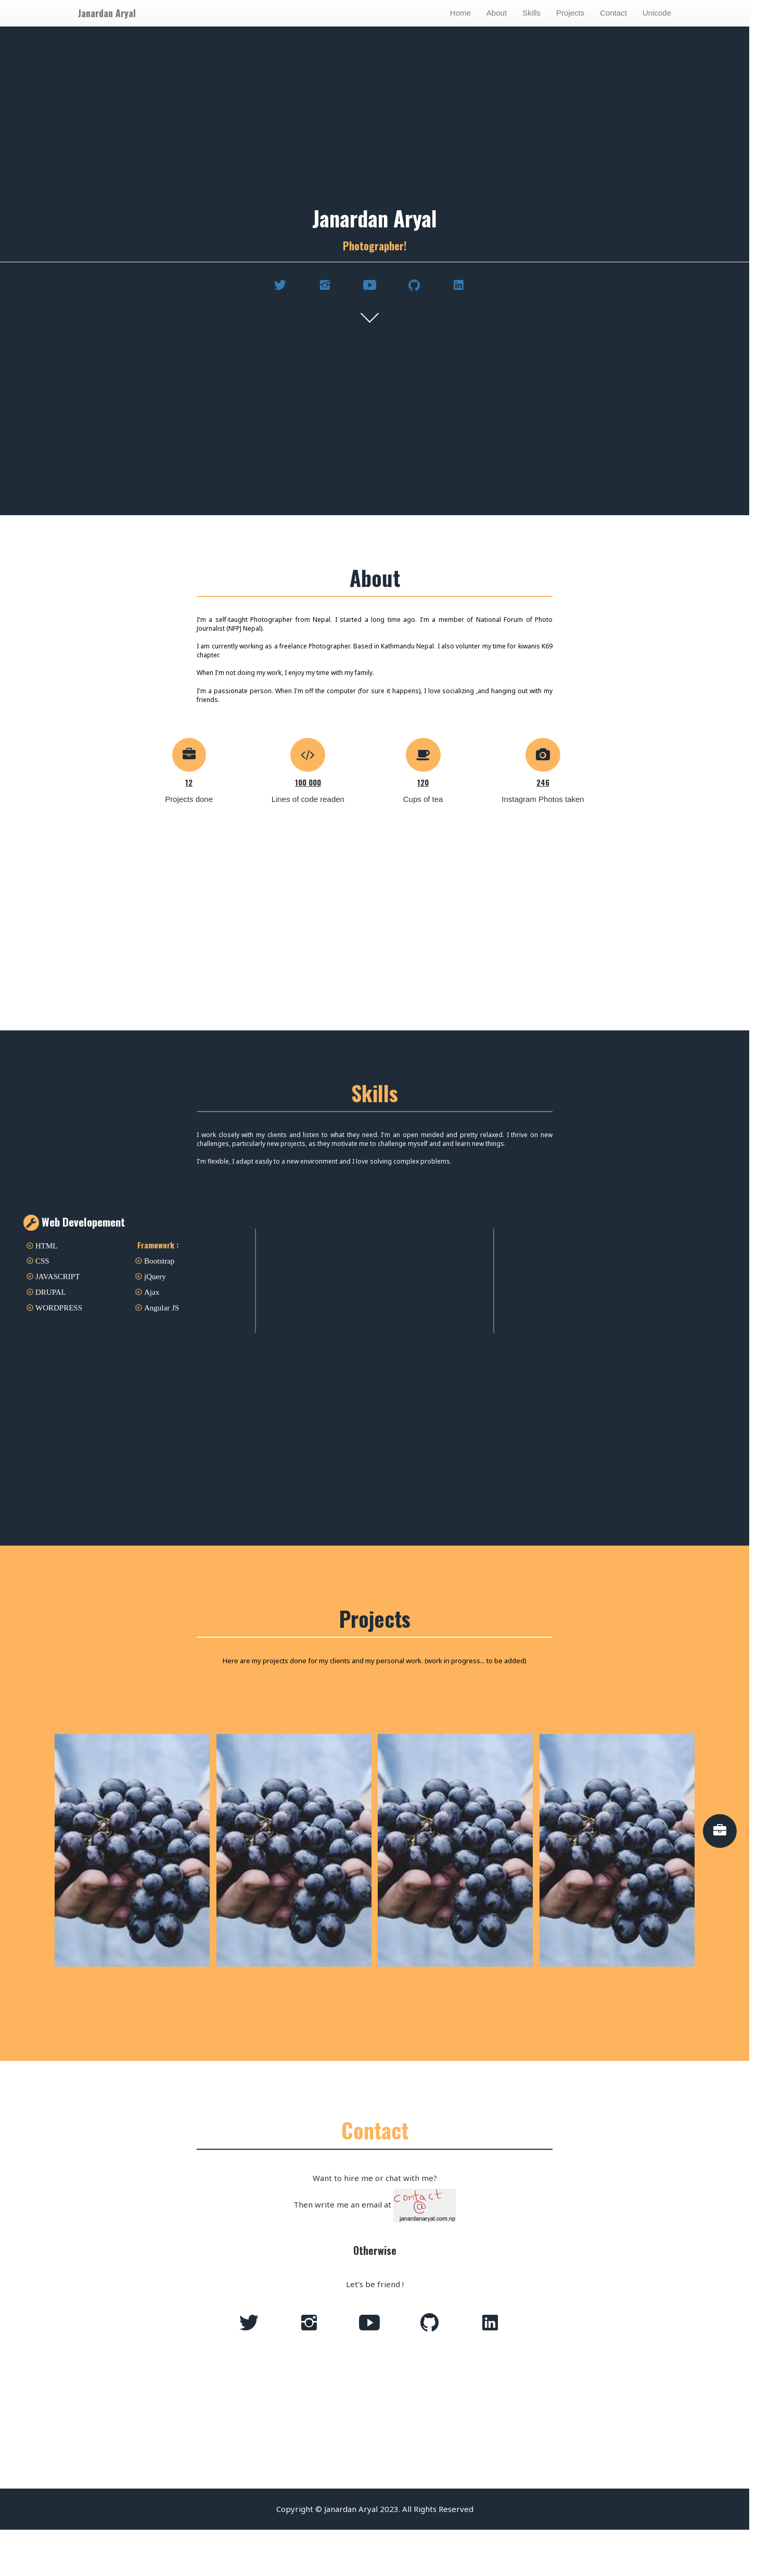 Janardan Aryal Home About Skills Projects Contact Unicode
Janardan Aryal
Photographer!
About
I'm a self-taught Photographer from Nepal. I started a long time ago. I'm a member of National Forum of Photo
Journalist (NFPJ Nepal).
I am currently working as a freelance Photographer. Based in Kathmandu Nepal. I also volunter my time for kiwanis K69
chapter.
When I'm not doing my work, I enjoy my time with my family.
I'm a passionate person. When I'm off the computer (for sure it happens), I love socializing ,and hanging out with my
friends.
12 100 000 120 246
Projects done Lines of code readen Cups of tea Instagram Photos taken
Skills
I work closely with my clients and listen to what they need. I'm an open minded and pretty relaxed. I thrive on new
challenges, particularly new projects, as they motivate me to challenge myself and and learn new things.
I'm flexible, I adapt easily to a new environment and I love solving complex problems.
Web Developement
HTML Framework :
CSS Bootstrap
JAVASCRIPT jQuery
DRUPAL Ajax
WORDPRESS Angular JS
Projects
Here are my projects done for my clients and my personal work. (work in progress... to be added)
Contact
Want to hire me or chat with me?
Then write me an email at contact
@
janardanaryal.com.np
Otherwise
Let's be friend !
Copyright © Janardan Aryal 2023. All Rights Reserved